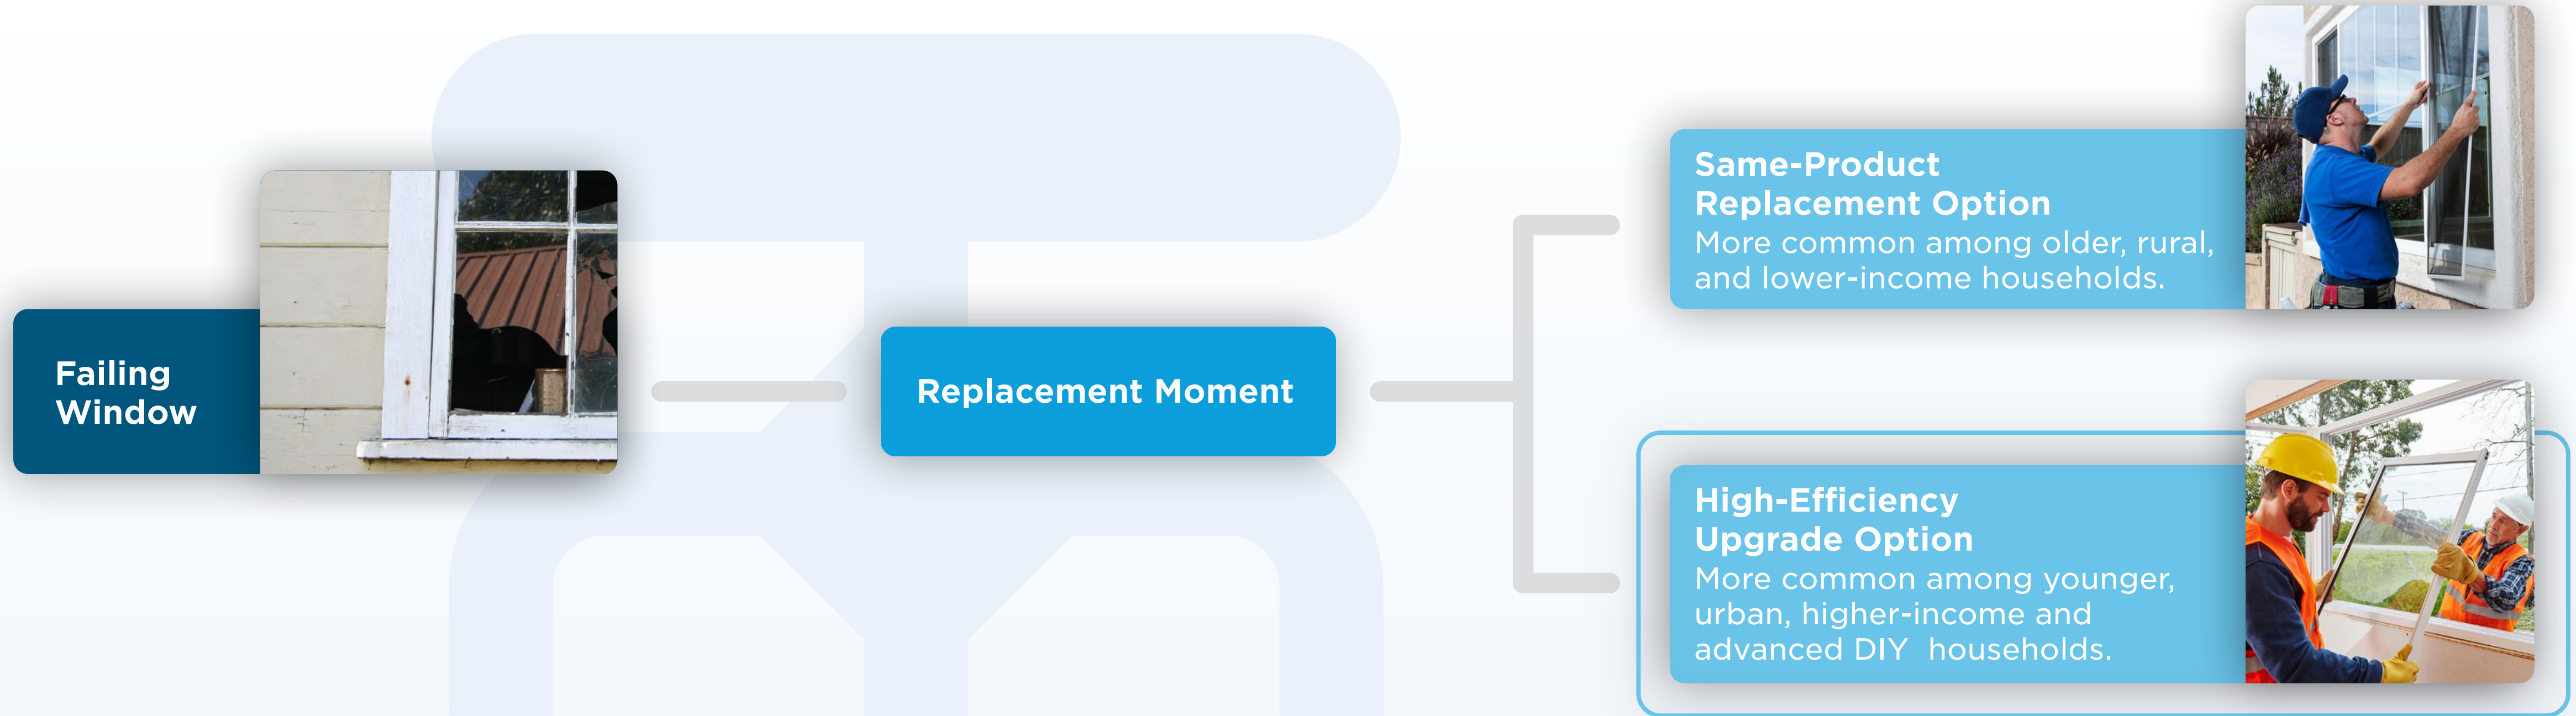 Failing
Window
Replacement Moment
Same-Product
Replacement Option
More common among older, rural,
and lower-income households.
High-Efficiency
Upgrade Option
More common among younger,
urban, higher-income and
advanced DIY  households.